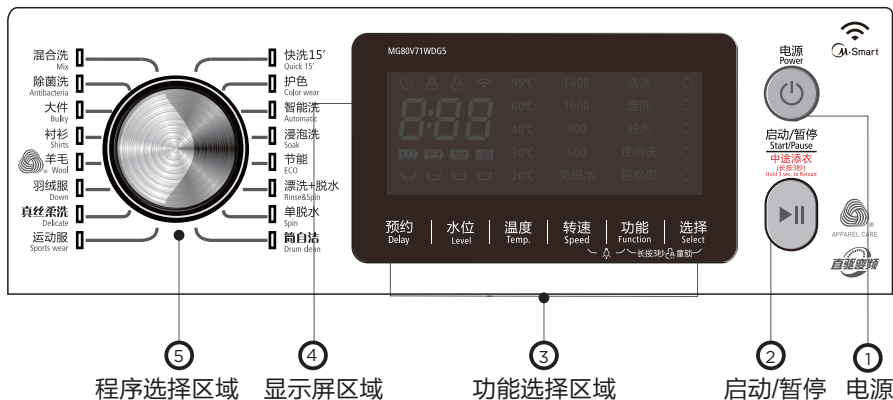 混合洗
Mix
除菌洗
Antibacteria
大件
Bulky
衬衫
Shirts
羊毛
Wool
羽绒服
Down
真丝柔洗
Delicate
运动服
Sports wear
快洗15′
Quick 15'
护色
Color wear
智能洗
Automatic
浸泡洗
Soak
节能
ECO
漂洗+脱水
Rinse&Spin
单脱水
Spin
筒自洁
Drum clean
MG80V71WDG5
95℃ 1400 洗涤
60℃ 1000 漂洗
8:88
40℃ 800 脱水
30℃ 600 夜间洗
20℃ 免脱水 轻松熨
预约 水位 温度 转速 功能 选择
Delay Level Temp. Speed Function Select
长按3秒 童锁
电源
Power
M·Smart
启动/暂停
Start/Pause
中途添衣
(长按3秒)
Hold 3 sec. to Reload
APPAREL CARE
直驱变频
5 4 3 2 1
程序选择区域 显示屏区域 功能选择区域 启动/暂停 电源